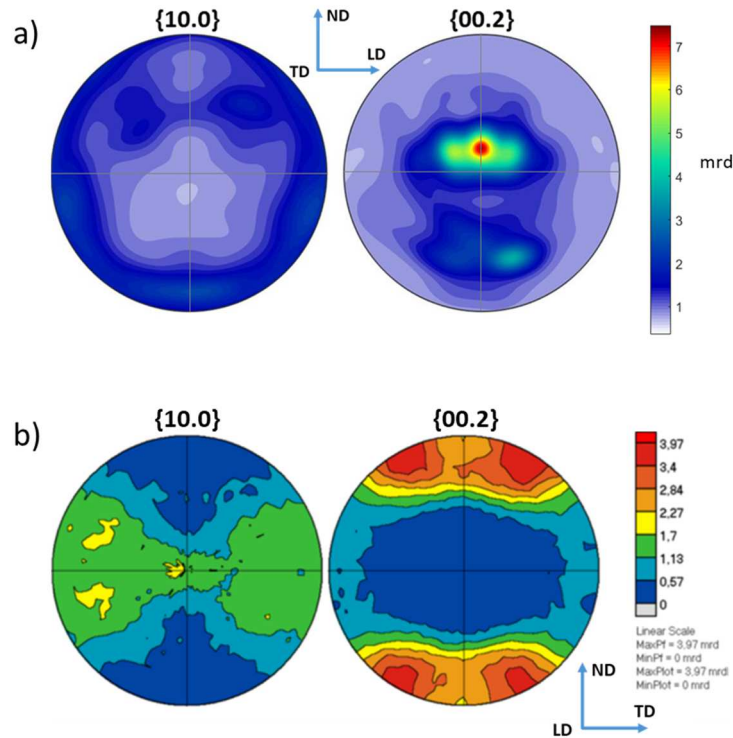 a)
{10.0}
ND
TD
LD
{00.2}
7
6
5
4
3
2
1
mrd
b)
{10.0}
{00.2}
3,97
3,4
2,84
2,27
1,7
1,13
0,57
0
Linear Scale
MaxPf = 3,97 mrd
MinPf = 0 mrd
MaxPlot = 3,97 mrd
MinPlot = 0 mrd
ND
TD
LD